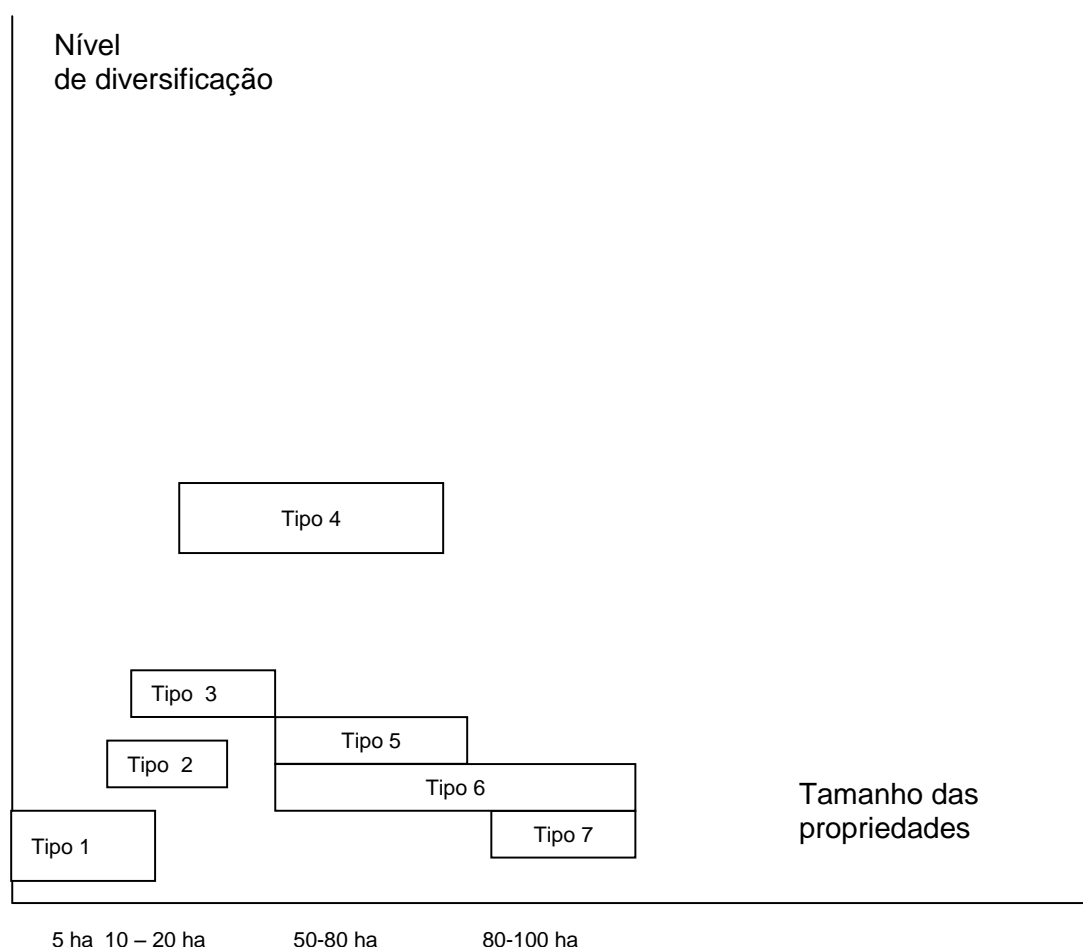 Nível
de diversificação
Tipo 4
Tipo 3
Tipo 5
Tipo 2
Tipo 6
Tamanho das
propriedades
Tipo 7
Tipo 1
5 ha 10 – 20 ha 50-80 ha 80-100 ha